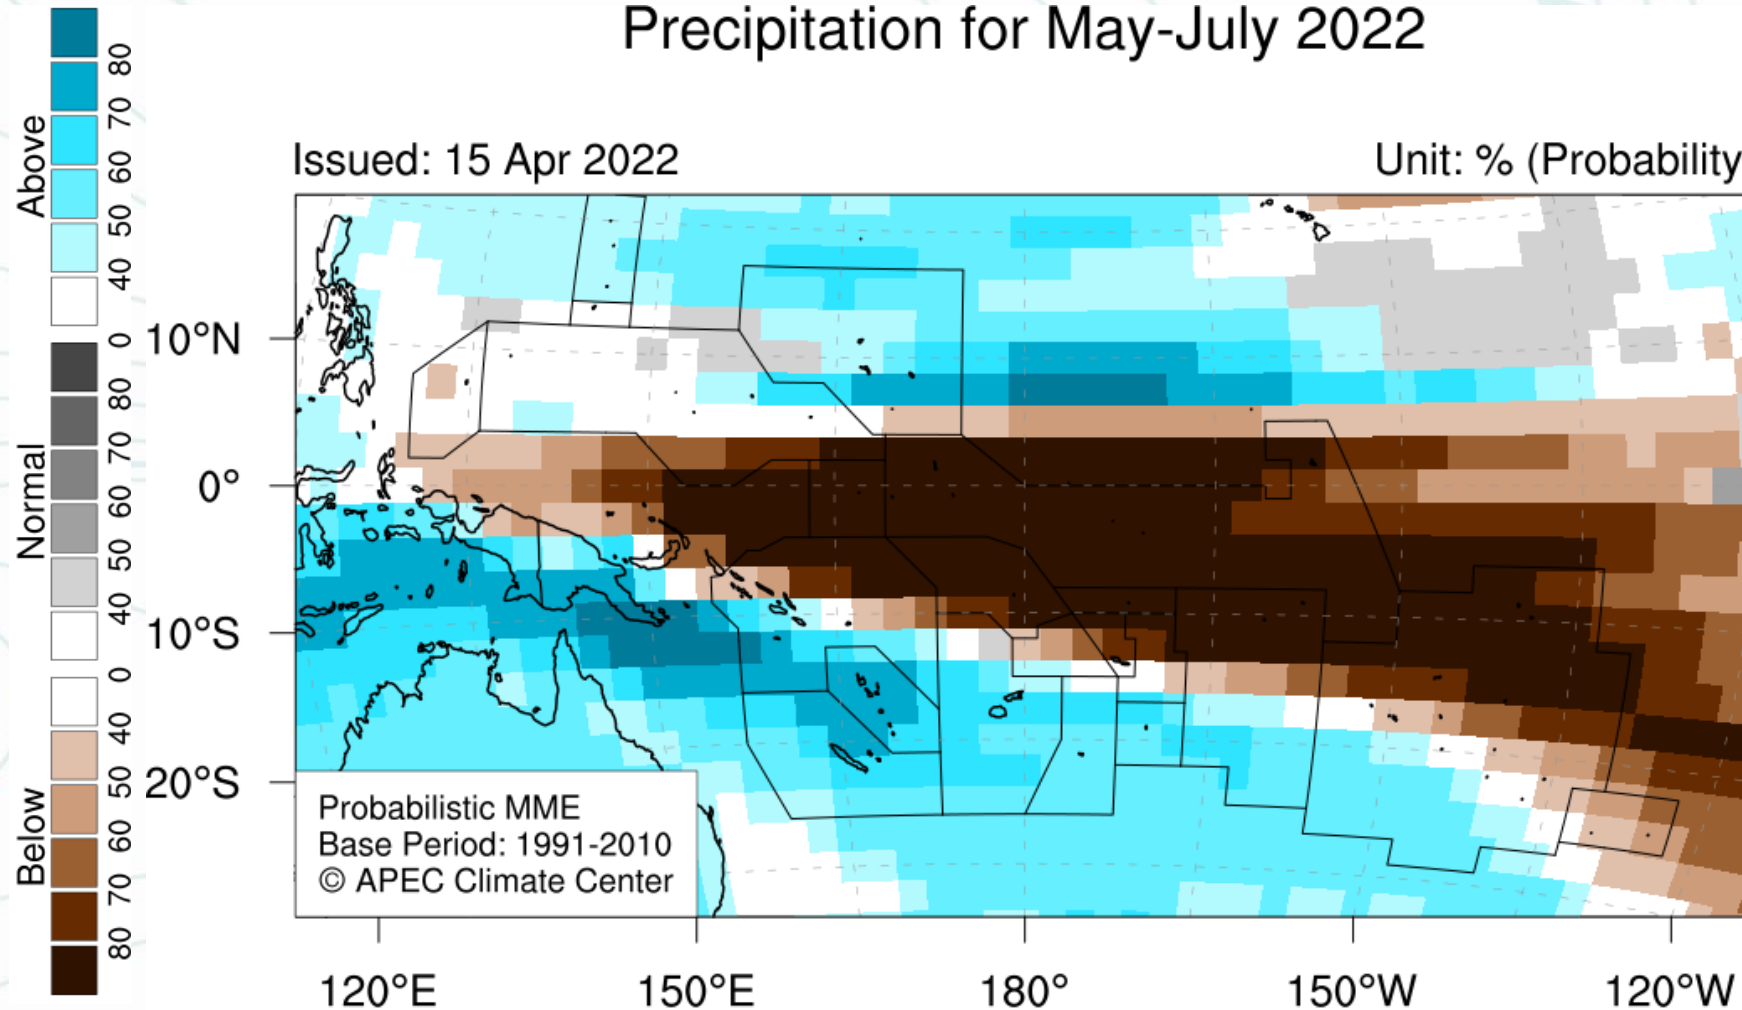 Precipitation for May-July 2022
Issued: 15 Apr 2022
Unit: % (Probability
Above
80
70
60
50
40
0
Normal
80
70
60
50
40
0
Below
40
50
60
70
80
10°N
0°
10°S
20°S
Probabilistic MME
Base Period: 1991-2010
© APEC Climate Center
120°E
150°E
180°
150°W
120°W